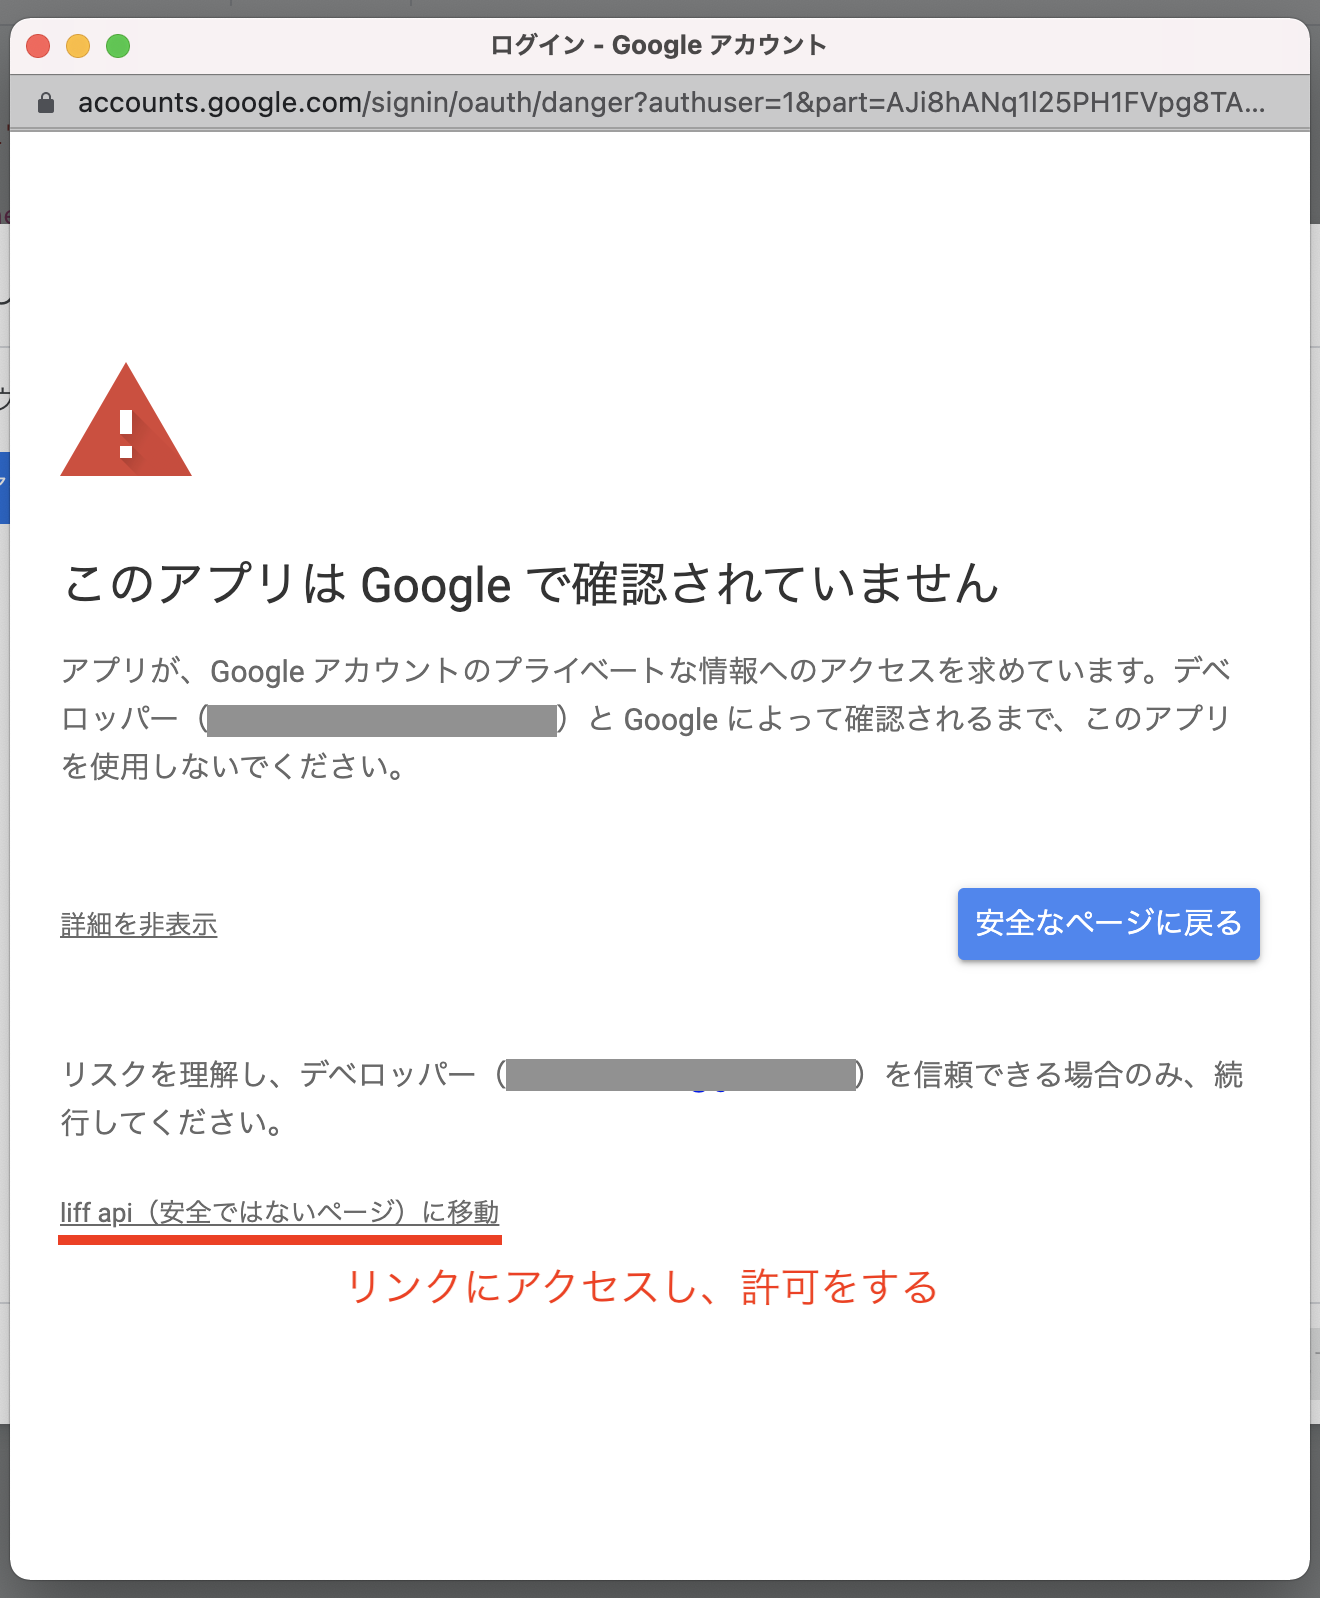 ログイン - Google アカウント
accounts.google.com/signin/oauth/danger?authuser=1&part=AJi8hANq1I25PH1FVpg8TA...
このアプリは Google で確認されていません
アプリが、Google アカウントのプライベートな情報へのアクセスを求めています。デベ
ロッパー（）と Google によって確認されるまで、このアプリ
を使用しないでください。
詳細を非表示
安全なページに戻る
リスクを理解し、デベロッパー（）を信頼できる場合のみ、続
行してください。
liff api（安全ではないページ）に移動
リンクにアクセスし、許可をする